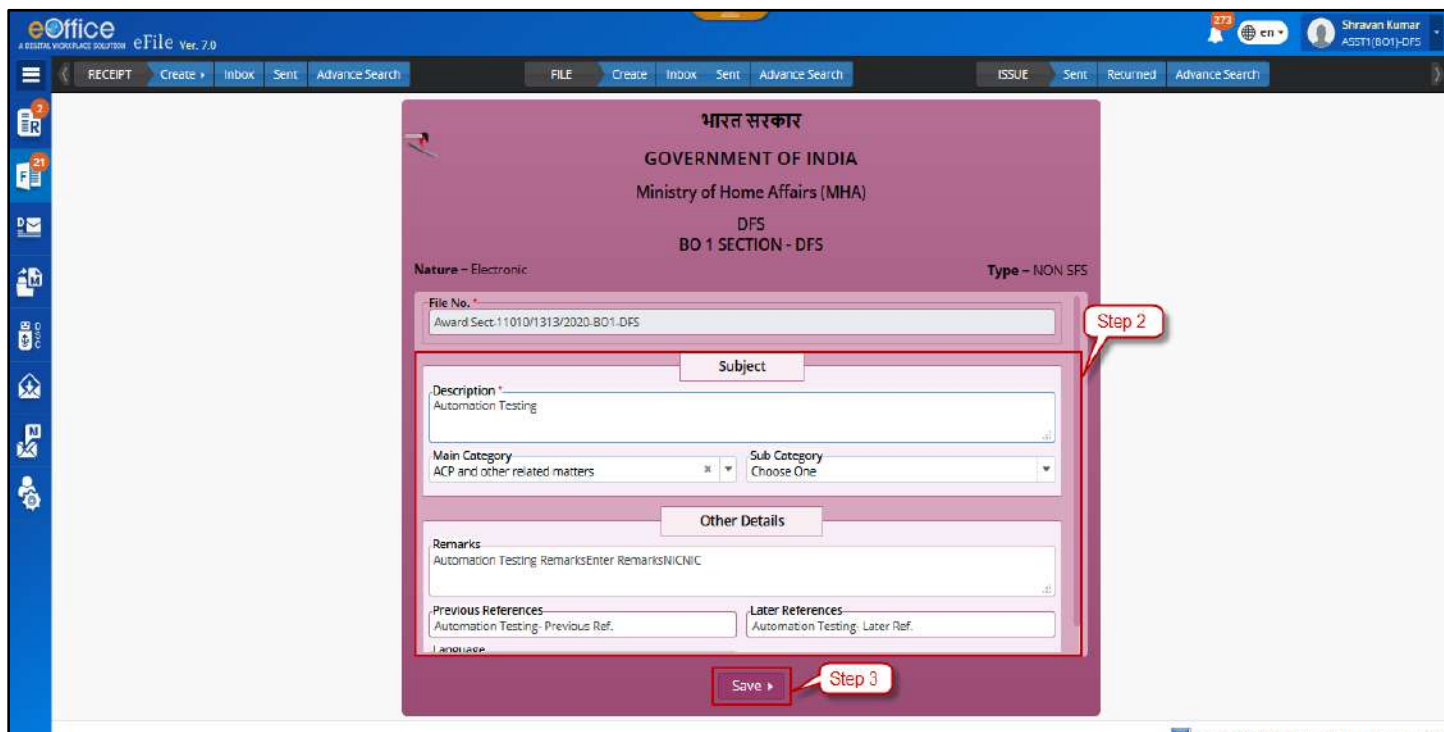 eOffice
A DIGITAL WORKPLACE SOLUTION eFile Ver. 7.0
273
en
Shravan Kumar
ASST1(BO1)-DFS
RECEIPT Create Inbox Sent Advance Search FILE Create Inbox Sent Advance Search ISSUE Sent Returned Advance Search
2
R
21
F
D
M
DSC
N
भारत सरकार
GOVERNMENT OF INDIA
Ministry of Home Affairs (MHA)
DFS
BO 1 SECTION - DFS
Nature – Electronic Type – NON SFS
File No. *
Award Sect-11010/1313/2020-BO1-DFS
Step 2
Subject
Description *
Automation Testing
Main Category Sub Category
ACP and other related matters Choose One
Other Details
Remarks
Automation Testing RemarksEnter RemarksNICNIC
Previous References Later References
Automation Testing- Previous Ref. Automation Testing- Later Ref.
Language
Save
Step 3